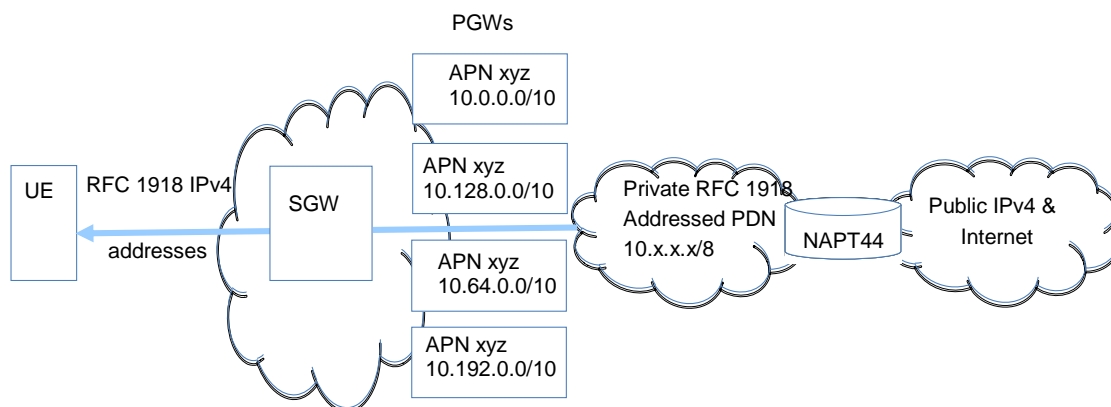 PGWs
APN xyz
10.0.0.0/10
UE
RFC 1918 IPv4
addresses
SGW
APN xyz
10.128.0.0/10
APN xyz
10.64.0.0/10
APN xyz
10.192.0.0/10
Private RFC 1918
Addressed PDN
10.x.x.x/8
NAPT44
Public IPv4 &
Internet